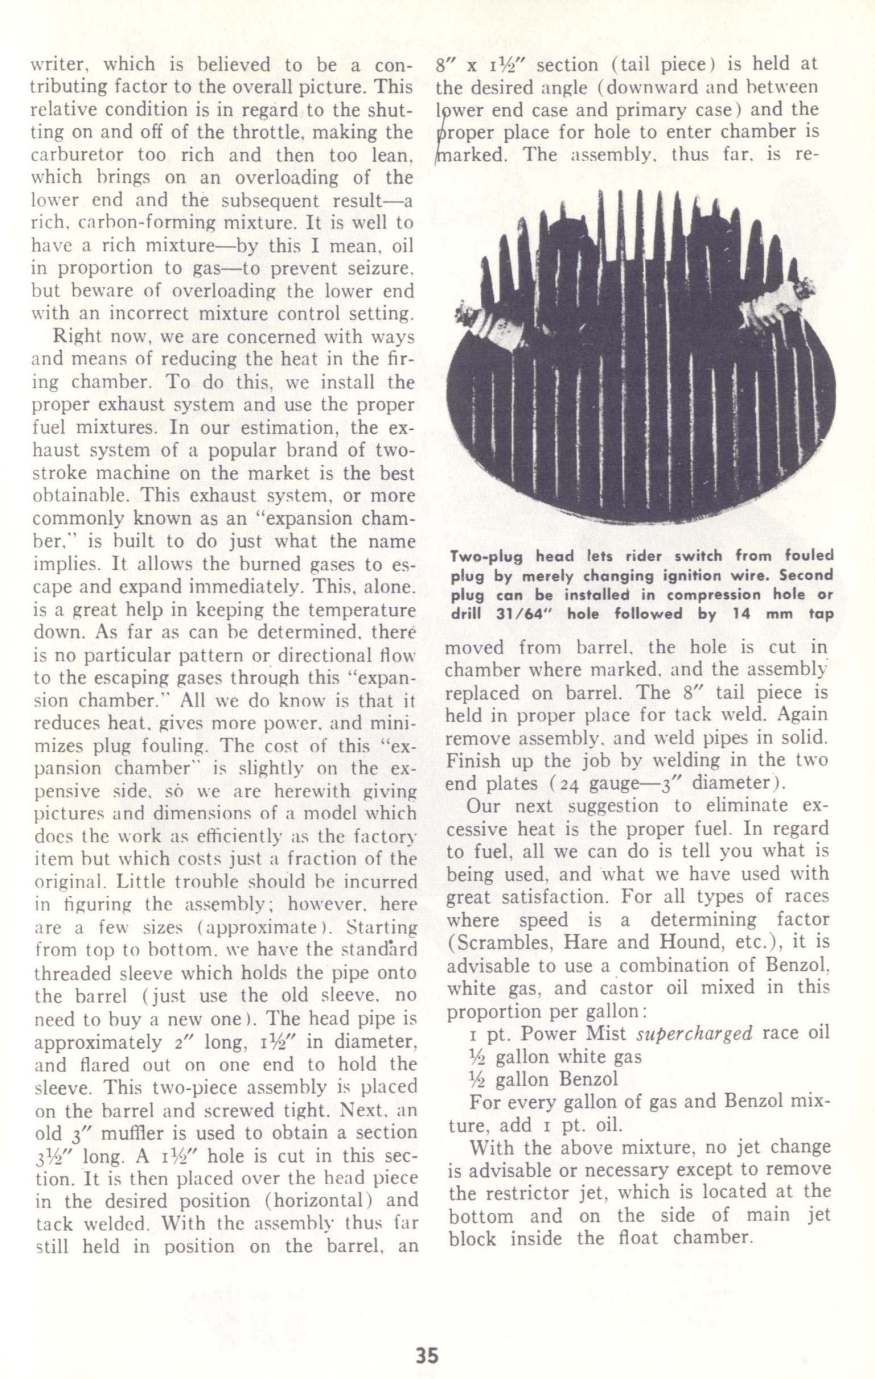 writer, which is believed to be a con-
tributing factor to the overall picture. This
relative condition is in regard to the shut-
ting on and off of the throttle, making the
carburetor too rich and then too lean,
which brings on an overloading of the
lower end and the subsequent result—a
rich, carbon-forming mixture. It is well to
have a rich mixture—by this I mean, oil
in proportion to gas—to prevent seizure,
but beware of overloading the lower end
with an incorrect mixture control setting.
Right now, we are concerned with ways
and means of reducing the heat in the fir-
ing chamber. To do this, we install the
proper exhaust system and use the proper
fuel mixtures. In our estimation, the ex-
haust system of a popular brand of two-
stroke machine on the market is the best
obtainable. This exhaust system, or more
commonly known as an “expansion cham-
ber,” is built to do just what the name
implies. It allows the burned gases to es-
cape and expand immediately. This, alone,
is a great help in keeping the temperature
down. As far as can be determined, there
is no particular pattern or directional flow
to the escaping gases through this “expan-
sion chamber.” All we do know is that it
reduces heat, gives more power, and mini-
mizes plug fouling. The cost of this “ex-
pansion chamber” is slightly on the ex-
pensive side, so we are herewith giving
pictures and dimensions of a model which
does the work as efficiently as the factory
item but which costs just a fraction of the
original. Little trouble should be incurred
in figuring the assembly; however, here
are a few sizes (approximate). Starting
from top to bottom, we have the standard
threaded sleeve which holds the pipe onto
the barrel (just use the old sleeve, no
need to buy a new one). The head pipe is
approximately 2″ long, 1½″ in diameter,
and flared out on one end to hold the
sleeve. This two-piece assembly is placed
on the barrel and screwed tight. Next, an
old 3″ muffler is used to obtain a section
3½″ long. A 1½″ hole is cut in this sec-
tion. It is then placed over the head piece
in the desired position (horizontal) and
tack welded. With the assembly thus far
still held in position on the barrel, an
8″ x 1½″ section (tail piece) is held at
the desired angle (downward and between
lower end case and primary case) and the
proper place for hole to enter chamber is
marked. The assembly, thus far, is re-
Two-plug head lets rider switch from fouled
plug by merely changing ignition wire. Second
plug can be installed in compression hole or
drill 31/64″ hole followed by 14 mm tap
moved from barrel, the hole is cut in
chamber where marked, and the assembly
replaced on barrel. The 8″ tail piece is
held in proper place for tack weld. Again
remove assembly, and weld pipes in solid.
Finish up the job by welding in the two
end plates (24 gauge—3″ diameter).
Our next suggestion to eliminate ex-
cessive heat is the proper fuel. In regard
to fuel, all we can do is tell you what is
being used, and what we have used with
great satisfaction. For all types of races
where speed is a determining factor
(Scrambles, Hare and Hound, etc.), it is
advisable to use a combination of Benzol,
white gas, and castor oil mixed in this
proportion per gallon:
1 pt. Power Mist supercharged race oil
½ gallon white gas
½ gallon Benzol
For every gallon of gas and Benzol mix-
ture, add 1 pt. oil.
With the above mixture, no jet change
is advisable or necessary except to remove
the restrictor jet, which is located at the
bottom and on the side of main jet
block inside the float chamber.
35